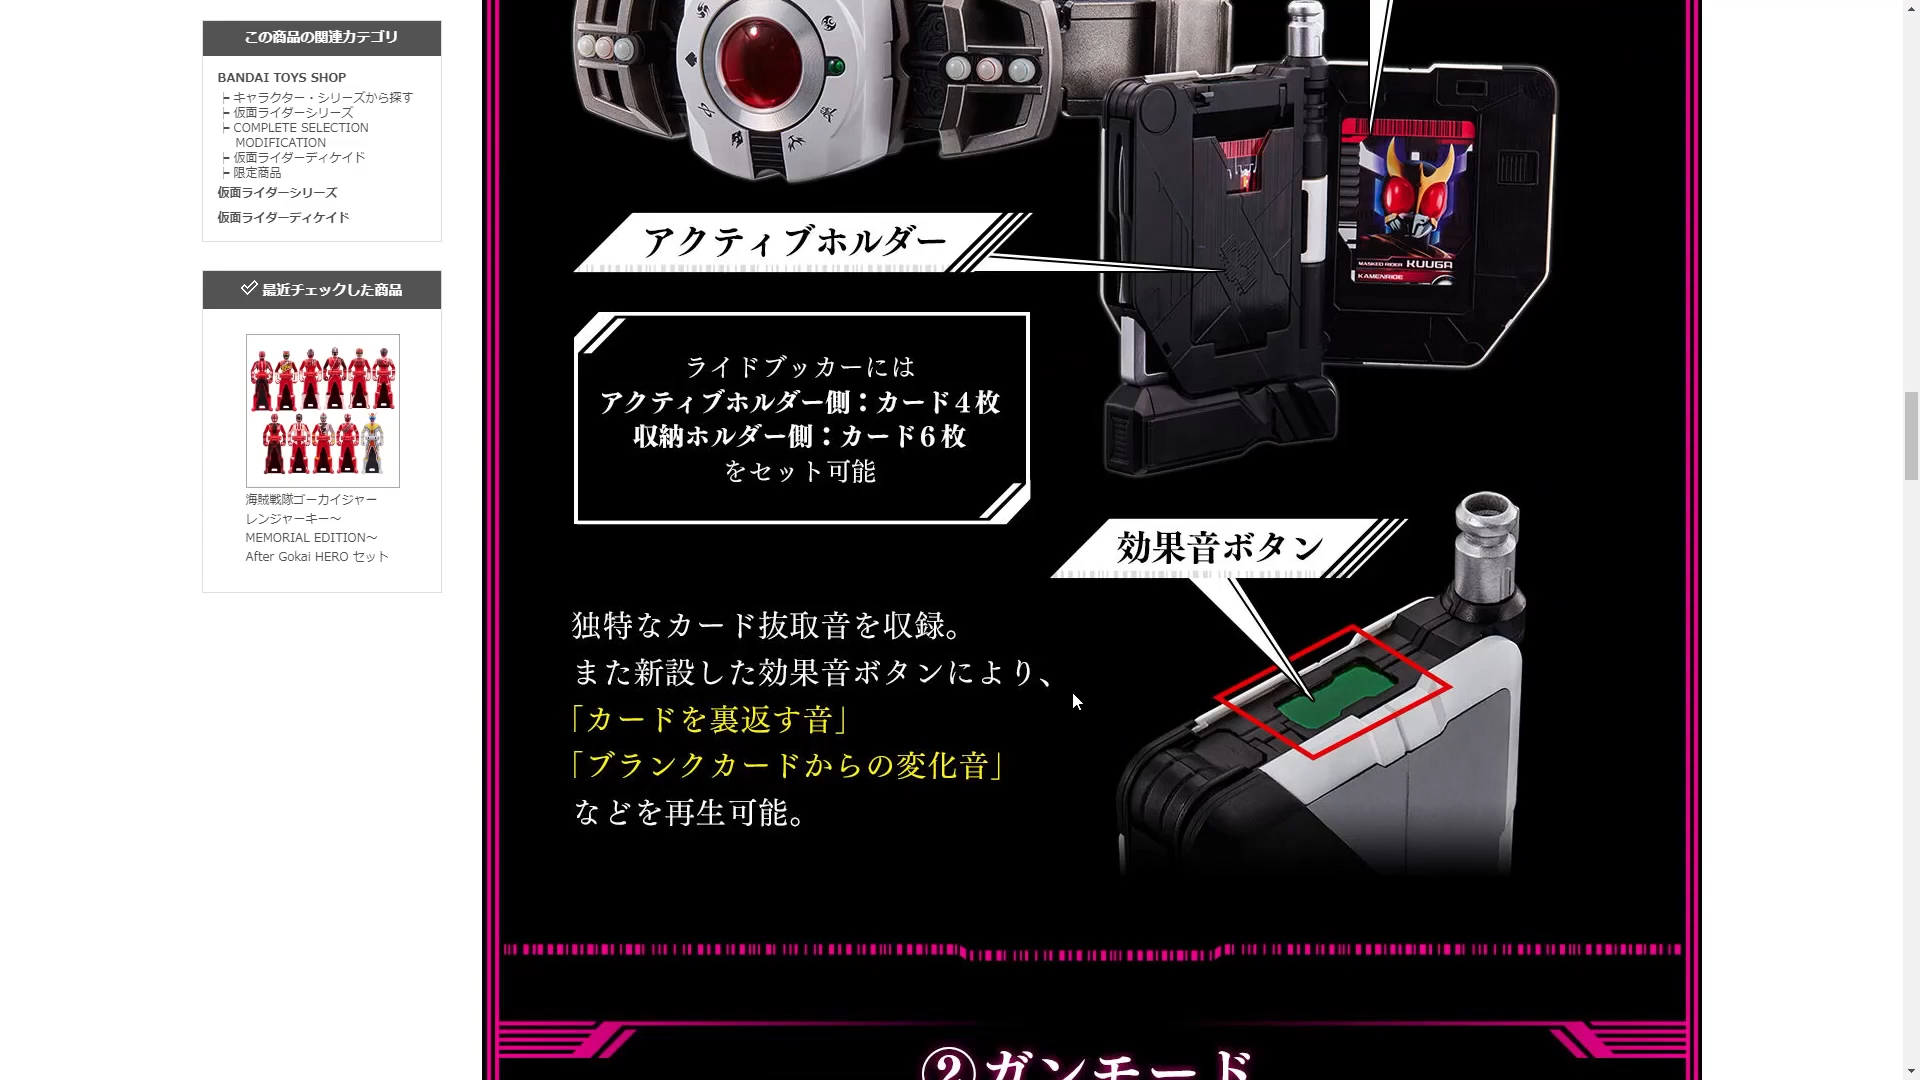 この商品の関連カテゴリ
BANDAI TOYS SHOP
├ キャラクター・シリーズから探す
├ 仮面ライダーシリーズ
├ COMPLETE SELECTION
MODIFICATION
├ 仮面ライダーディケイド
├ 限定商品
仮面ライダーシリーズ
仮面ライダーディケイド
最近チェックした商品
海賊戦隊ゴーカイジャー
レンジャーキー～
MEMORIAL EDITION～
After Gokai HERO セット
MASKED RIDER KUUGA
KAMENRIDE
アクティブホルダー
ライドブッカーには
アクティブホルダー側：カード4枚
収納ホルダー側：カード6枚
をセット可能
効果音ボタン
独特なカード抜取音を収録。
また新設した効果音ボタンにより、
「カードを裏返す音」
「ブランクカードからの変化音」
などを再生可能。
②ガンモード